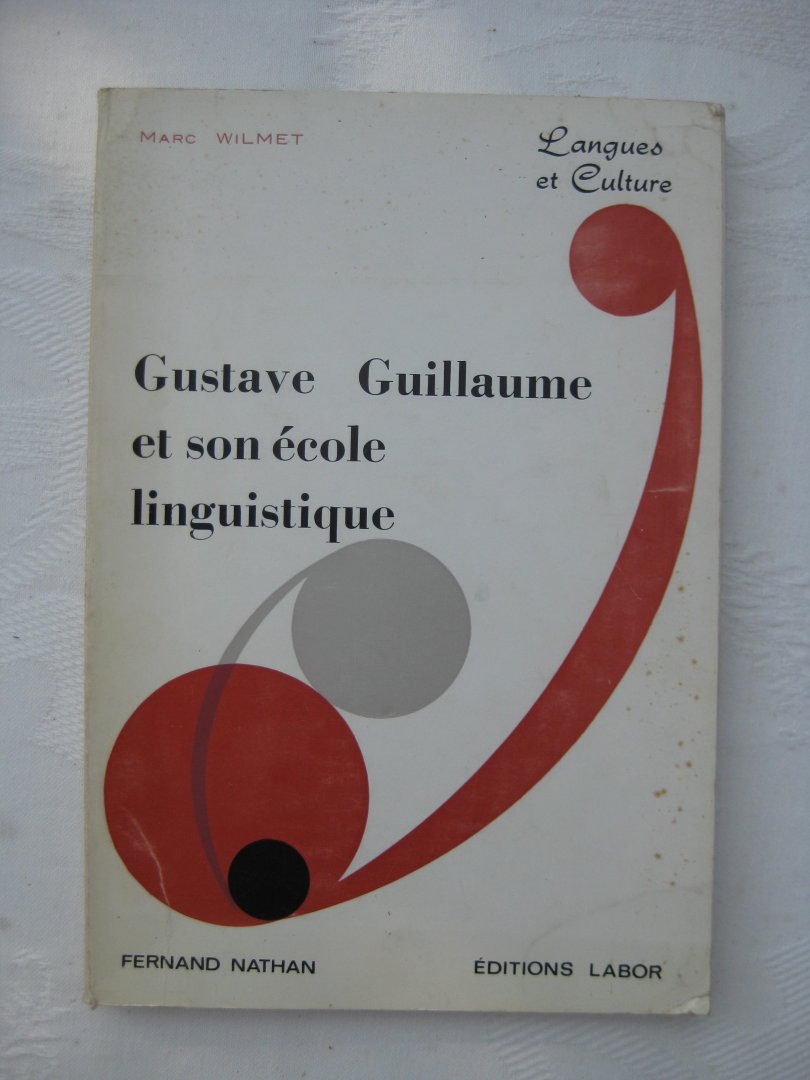 MARC WILMET
Langues
et Culture
Gustave Guillaume
et son école
linguistique
FERNAND NATHAN
ÉDITIONS LABOR